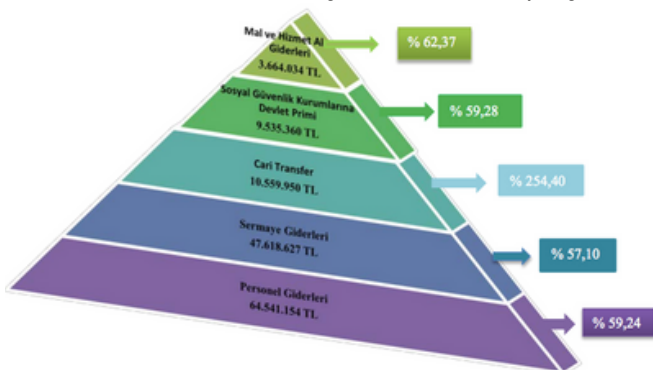 Mal ve Hizmet Al
Giderleri
3.664.034 TL
% 62,37
Sosyal Güvenlik Kurumlarına
Devlet Primi
9.535.360 TL
% 59,28
Cari Transfer
10.559.950 TL
% 254,40
Sermaye Giderleri
47.618.627 TL
% 57,10
Personel Giderleri
64.541.154 TL
% 59,24